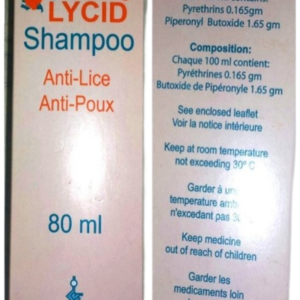 LYCID
Shampoo
Anti-Lice
Anti-Poux
80 ml
Pyrethrins 0.165gm
Piperonyl Butoxide 1.65 gm
Composition:
Chaque 100 ml contient:
Pyréthrines 0.165 gm
Butoxide de Pipéronyle 1.65 gm.
See enclosed leaflet
Voir la notice intérieure
Keep at room temperature
not exceeding 30° C
Garder à
température
n'excedant pas
Keep medicine
out of reach of children
Garder les
medicaments loin